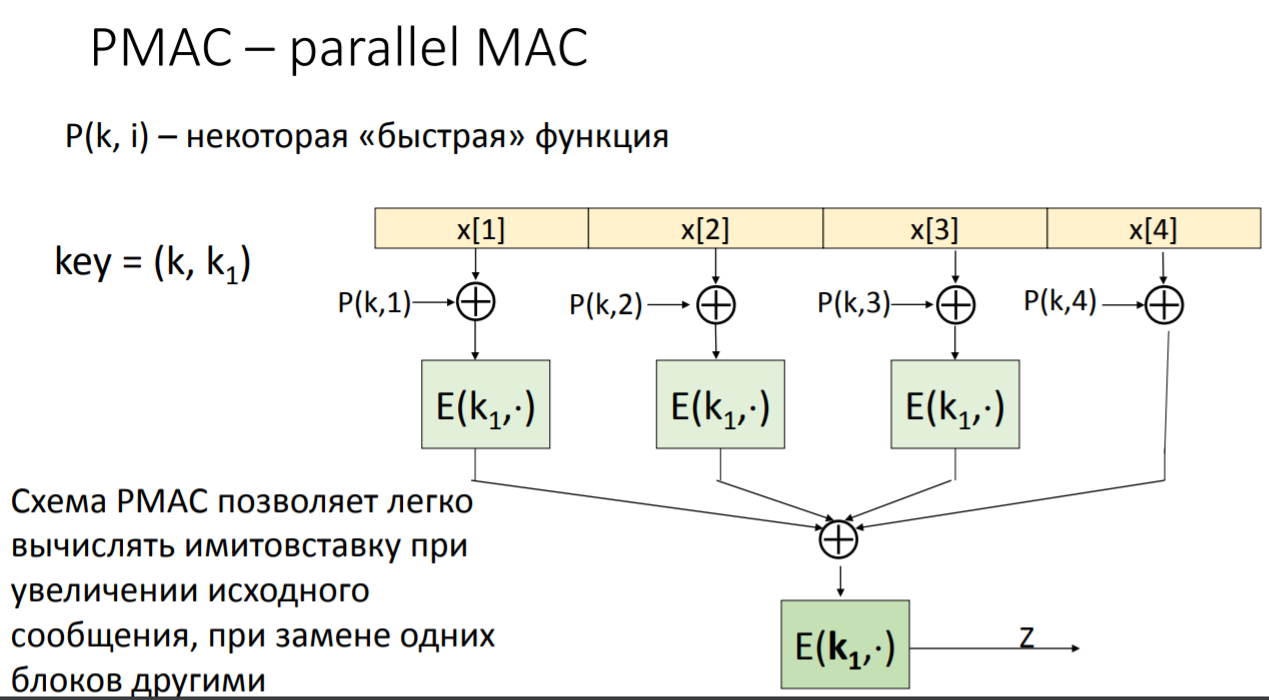 PMAC – parallel MAC
P(k, i) – некоторая «быстрая» функция
key = (k, k₁)
x[1] x[2] x[3] x[4]
P(k,1) P(k,2) P(k,3) P(k,4)
E(k₁,·) E(k₁,·) E(k₁,·)
Схема PMAC позволяет легко
вычислять имитовставку при
увеличении исходного
сообщения, при замене одних
блоков другими
E(k₁,·) z